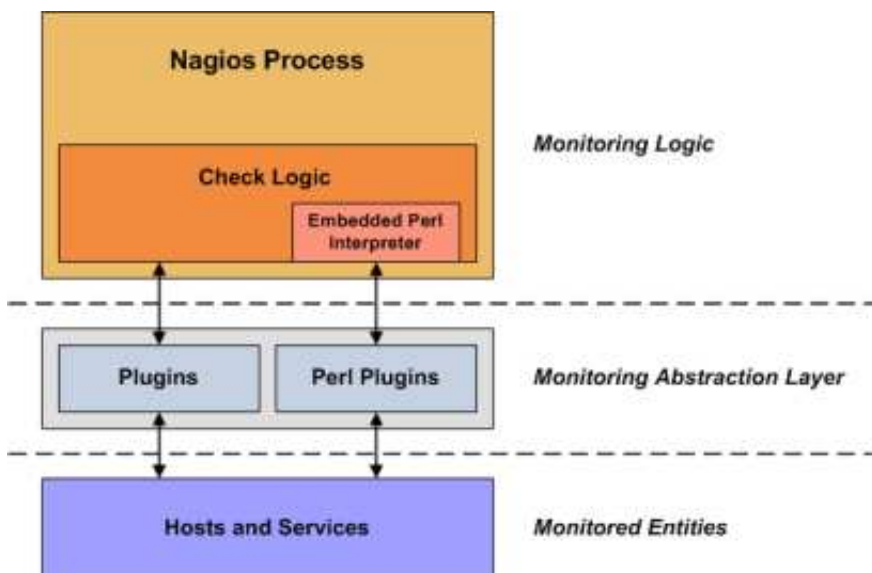 Nagios Process
Monitoring Logic
Check Logic
Embedded Perl
Interpreter
Plugins
Perl Plugins
Monitoring Abstraction Layer
Hosts and Services
Monitored Entities